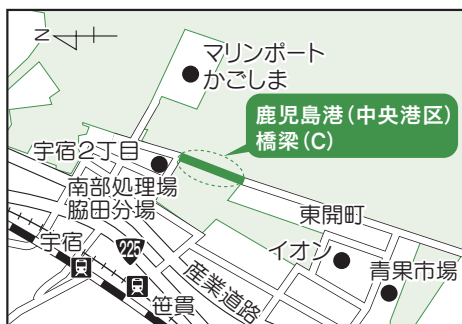 N
マリンポート
かごしま
鹿児島港(中央港区)
橋梁(C)
宇宿2丁目
南部処理場
脇田分場
東開町
宇宿
225
イオン
青果市場
産業道路
笹貫